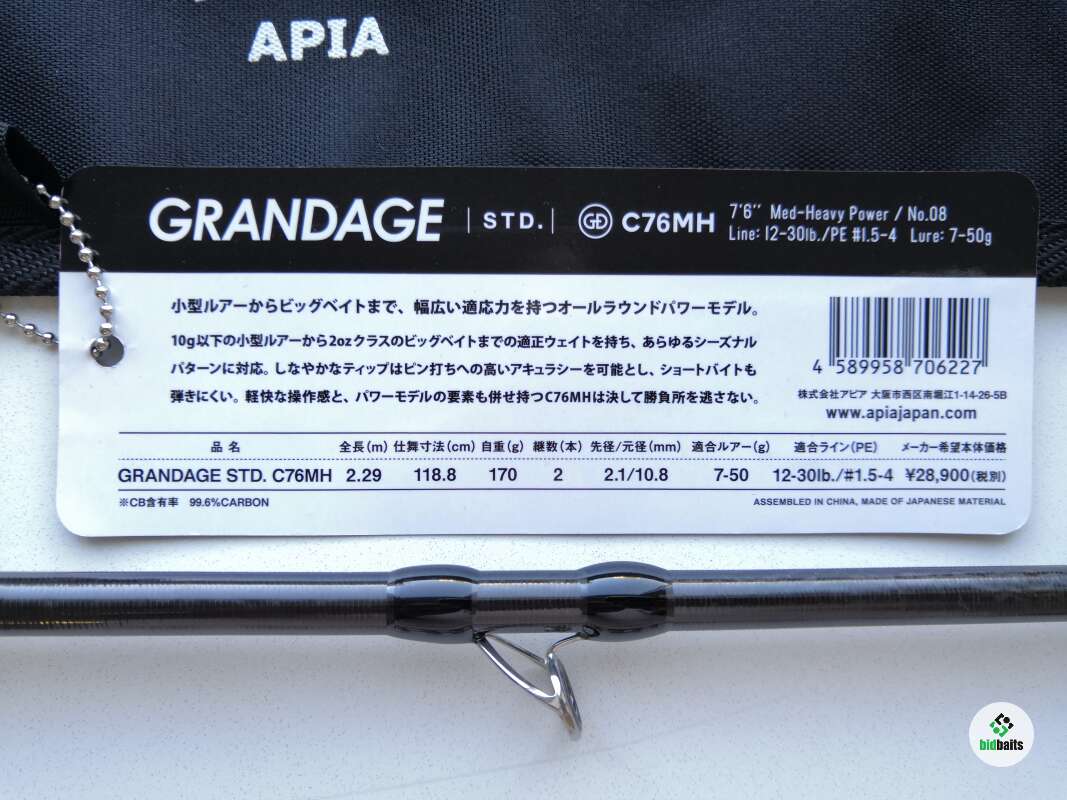 APIA
GRANDAGE | STD. | GD C76MH
7'6'' Med-Heavy Power / No.08
Line: 12-30lb./PE #1.5-4 Lure: 7-50g
小型ルアーからビッグベイトまで、幅広い適応力を持つオールラウンドパワーモデル。
10g以下の小型ルアーから2ozクラスのビッグベイトまでの適正ウェイトを持ち、あらゆるシーズナル
パターンに対応。しなやかなティップはピン打ちへの高いアキュラシーを可能とし、ショートバイトも
弾きにくい。軽快な操作感と、パワーモデルの要素も併せ持つC76MHは決して勝負所を逃さない。
4 589958 706227
株式会社アピア 大阪市西区南堀江1-14-26-5B
www.apiajapan.com
品名 全長(m) 仕舞寸法(cm) 自重(g) 継数(本) 先径/元径(mm) 適合ルアー(g) 適合ライン(PE) メーカー希望本体価格
GRANDAGE STD. C76MH 2.29 118.8 170 2 2.1/10.8 7-50 12-30lb./#1.5-4 ¥28,900(税別)
※CB含有率 99.6%CARBON
ASSEMBLED IN CHINA, MADE OF JAPANESE MATERIAL
bidbaits